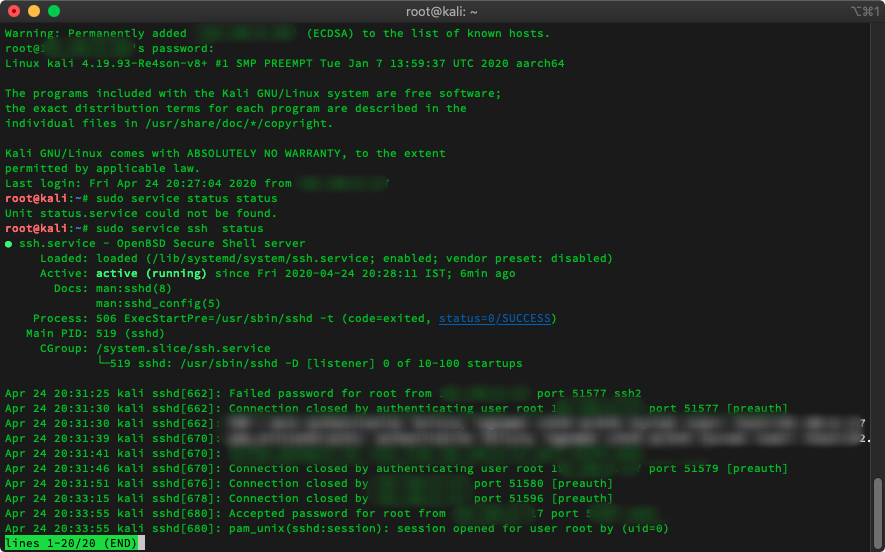 root@kali: ~
⌥⌘1
Warning: Permanently added (ECDSA) to the list of known hosts.
root@ 's password:
Linux kali 4.19.93-Re4son-v8+ #1 SMP PREEMPT Tue Jan 7 13:59:37 UTC 2020 aarch64
The programs included with the Kali GNU/Linux system are free software;
the exact distribution terms for each program are described in the
individual files in /usr/share/doc/*/copyright.
Kali GNU/Linux comes with ABSOLUTELY NO WARRANTY, to the extent
permitted by applicable law.
Last login: Fri Apr 24 20:27:04 2020 from
root@kali:~# sudo service status status
Unit status.service could not be found.
root@kali:~# sudo service ssh  status
● ssh.service - OpenBSD Secure Shell server
Loaded: loaded (/lib/systemd/system/ssh.service; enabled; vendor preset: disabled)
Active: active (running) since Fri 2020-04-24 20:28:11 IST; 6min ago
Docs: man:sshd(8)
man:sshd_config(5)
Process: 506 ExecStartPre=/usr/sbin/sshd -t (code=exited, status=0/SUCCESS)
Main PID: 519 (sshd)
CGroup: /system.slice/ssh.service
└─519 sshd: /usr/sbin/sshd -D [listener] 0 of 10-100 startups
Apr 24 20:31:25 kali sshd[662]: Failed password for root from port 51577 ssh2
Apr 24 20:31:30 kali sshd[662]: Connection closed by authenticating user root port 51577 [preauth]
Apr 24 20:31:30 kali sshd[662]:
Apr 24 20:31:39 kali sshd[670]:
Apr 24 20:31:41 kali sshd[670]:
Apr 24 20:31:46 kali sshd[670]: Connection closed by authenticating user root port 51579 [preauth]
Apr 24 20:31:51 kali sshd[676]: Connection closed by port 51580 [preauth]
Apr 24 20:33:15 kali sshd[678]: Connection closed by port 51596 [preauth]
Apr 24 20:33:55 kali sshd[680]: Accepted password for root from port
Apr 24 20:33:55 kali sshd[680]: pam_unix(sshd:session): session opened for user root by (uid=0)
lines 1-20/20 (END)